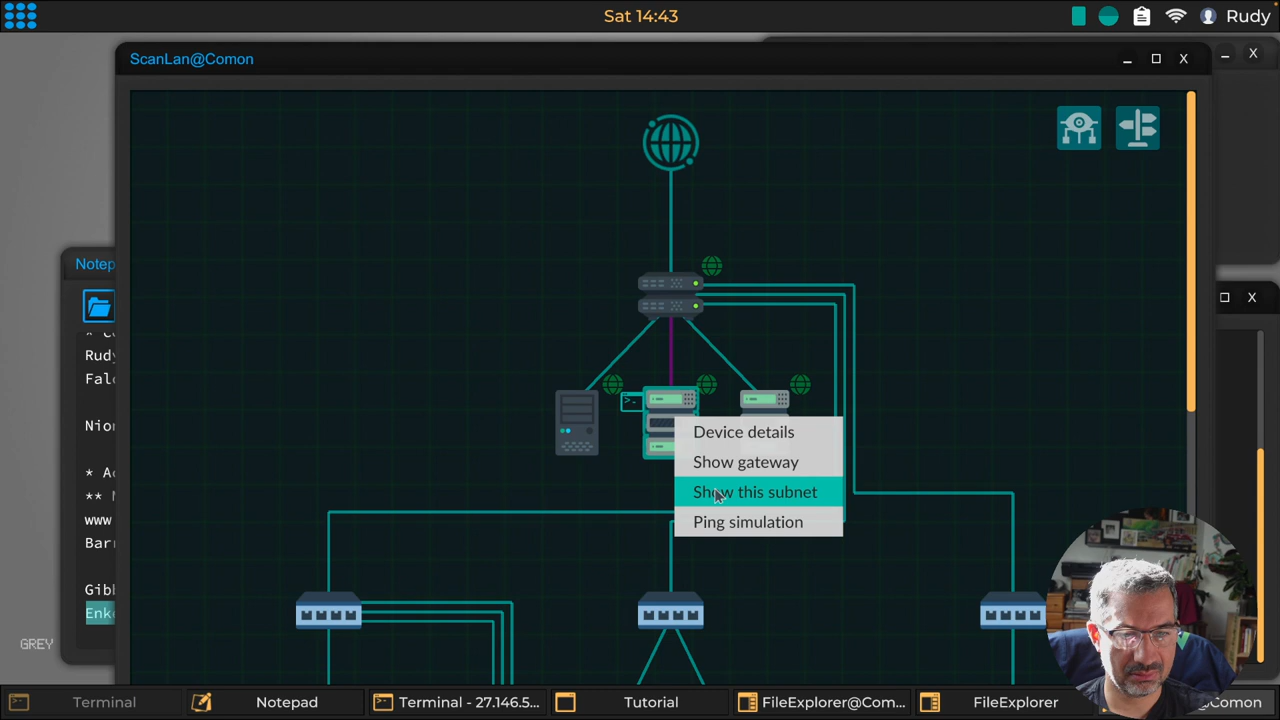 Sat 14:43
Rudy
ScanLan@Comon
Notep
Rudy
Falc
Nion
* Ac
** M
www
Barr
Gibb
Enke
>-
Device details
Show gateway
Show this subnet
Ping simulation
GREY
Terminal
Notepad
Terminal - 27.146.5...
Tutorial
FileExplorer@Com...
FileExplorer
@Comon